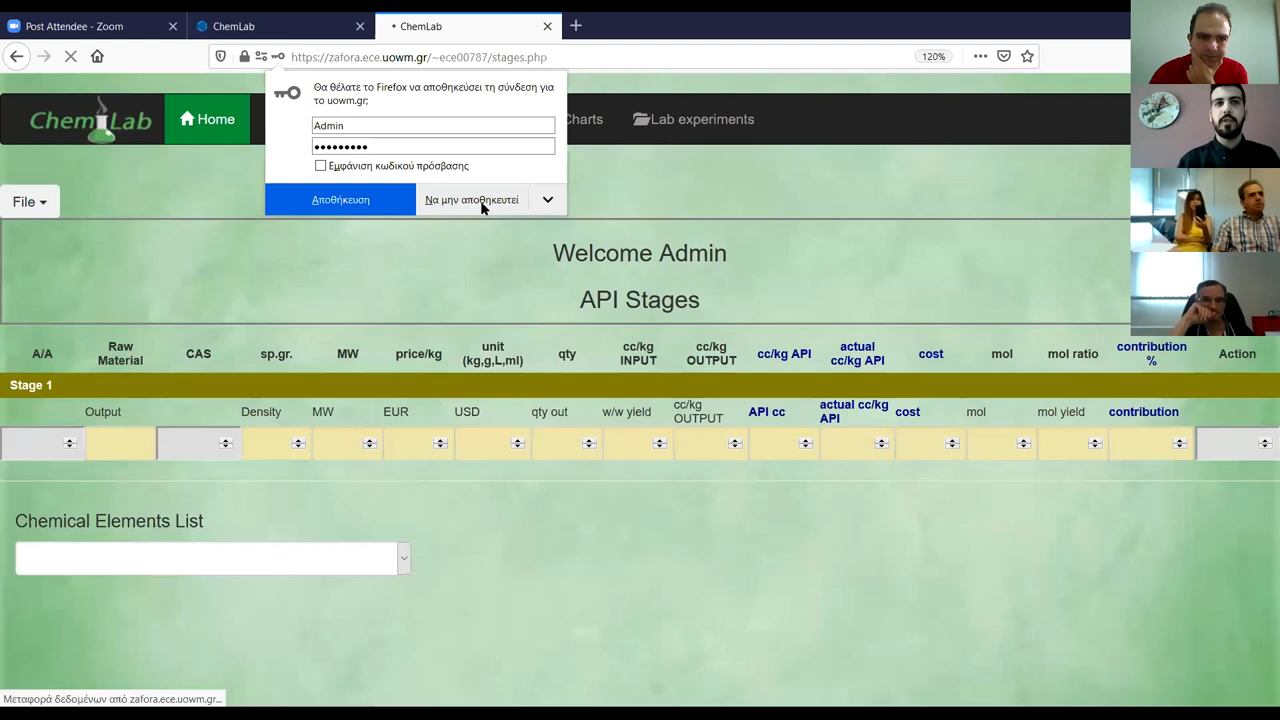 Post Attendee - Zoom
ChemLab
ChemLab
https://zafora.ece.uowm.gr/~ece00787/stages.php
120%
Θα θέλατε το Firefox να αποθηκεύσει τη σύνδεση για
το uowm.gr;
Admin
Εμφάνιση κωδικού πρόσβασης
Αποθήκευση
Να μην αποθηκευτεί
ChemLab
Home
Charts
Lab experiments
File
Welcome Admin
API Stages
A/A
Raw
Material
CAS
sp.gr.
MW
price/kg
unit
(kg,g,L,ml)
qty
cc/kg
INPUT
cc/kg
OUTPUT
cc/kg API
actual
cc/kg API
cost
mol
mol ratio
contribution
%
Action
Stage 1
Output
Density
MW
EUR
USD
qty out
w/w yield
cc/kg
OUTPUT
API cc
actual cc/kg
API
cost
mol
mol yield
contribution
Chemical Elements List
Μεταφορά δεδομένων από zafora.ece.uowm.gr...